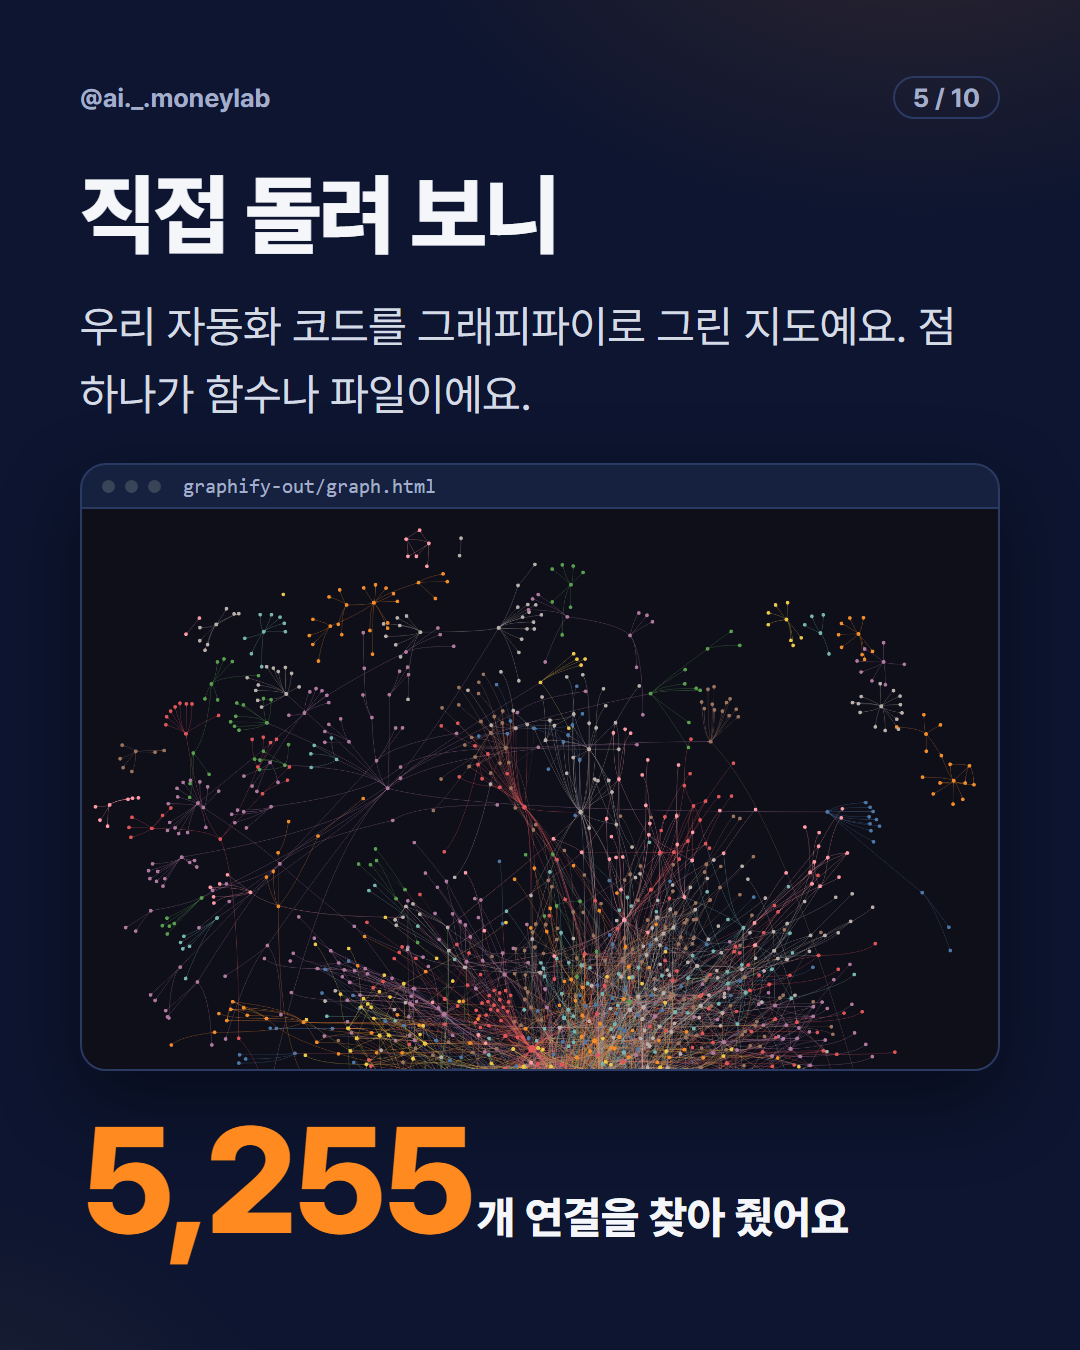 @ai._.moneylab
5 / 10
직접 돌려 보니
우리 자동화 코드를 그래피파이로 그린 지도예요. 점
하나가 함수나 파일이에요.
graphify-out/graph.html
5,255개 연결을 찾아 줬어요